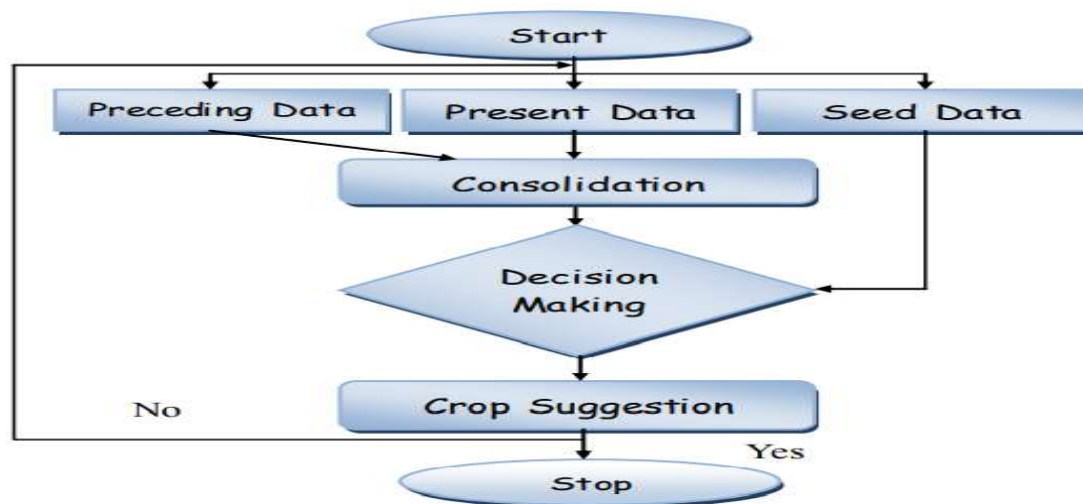 Start
Preceding Data
Present Data
Seed Data
Consolidation
Decision
Making
Crop Suggestion
No
Yes
Stop